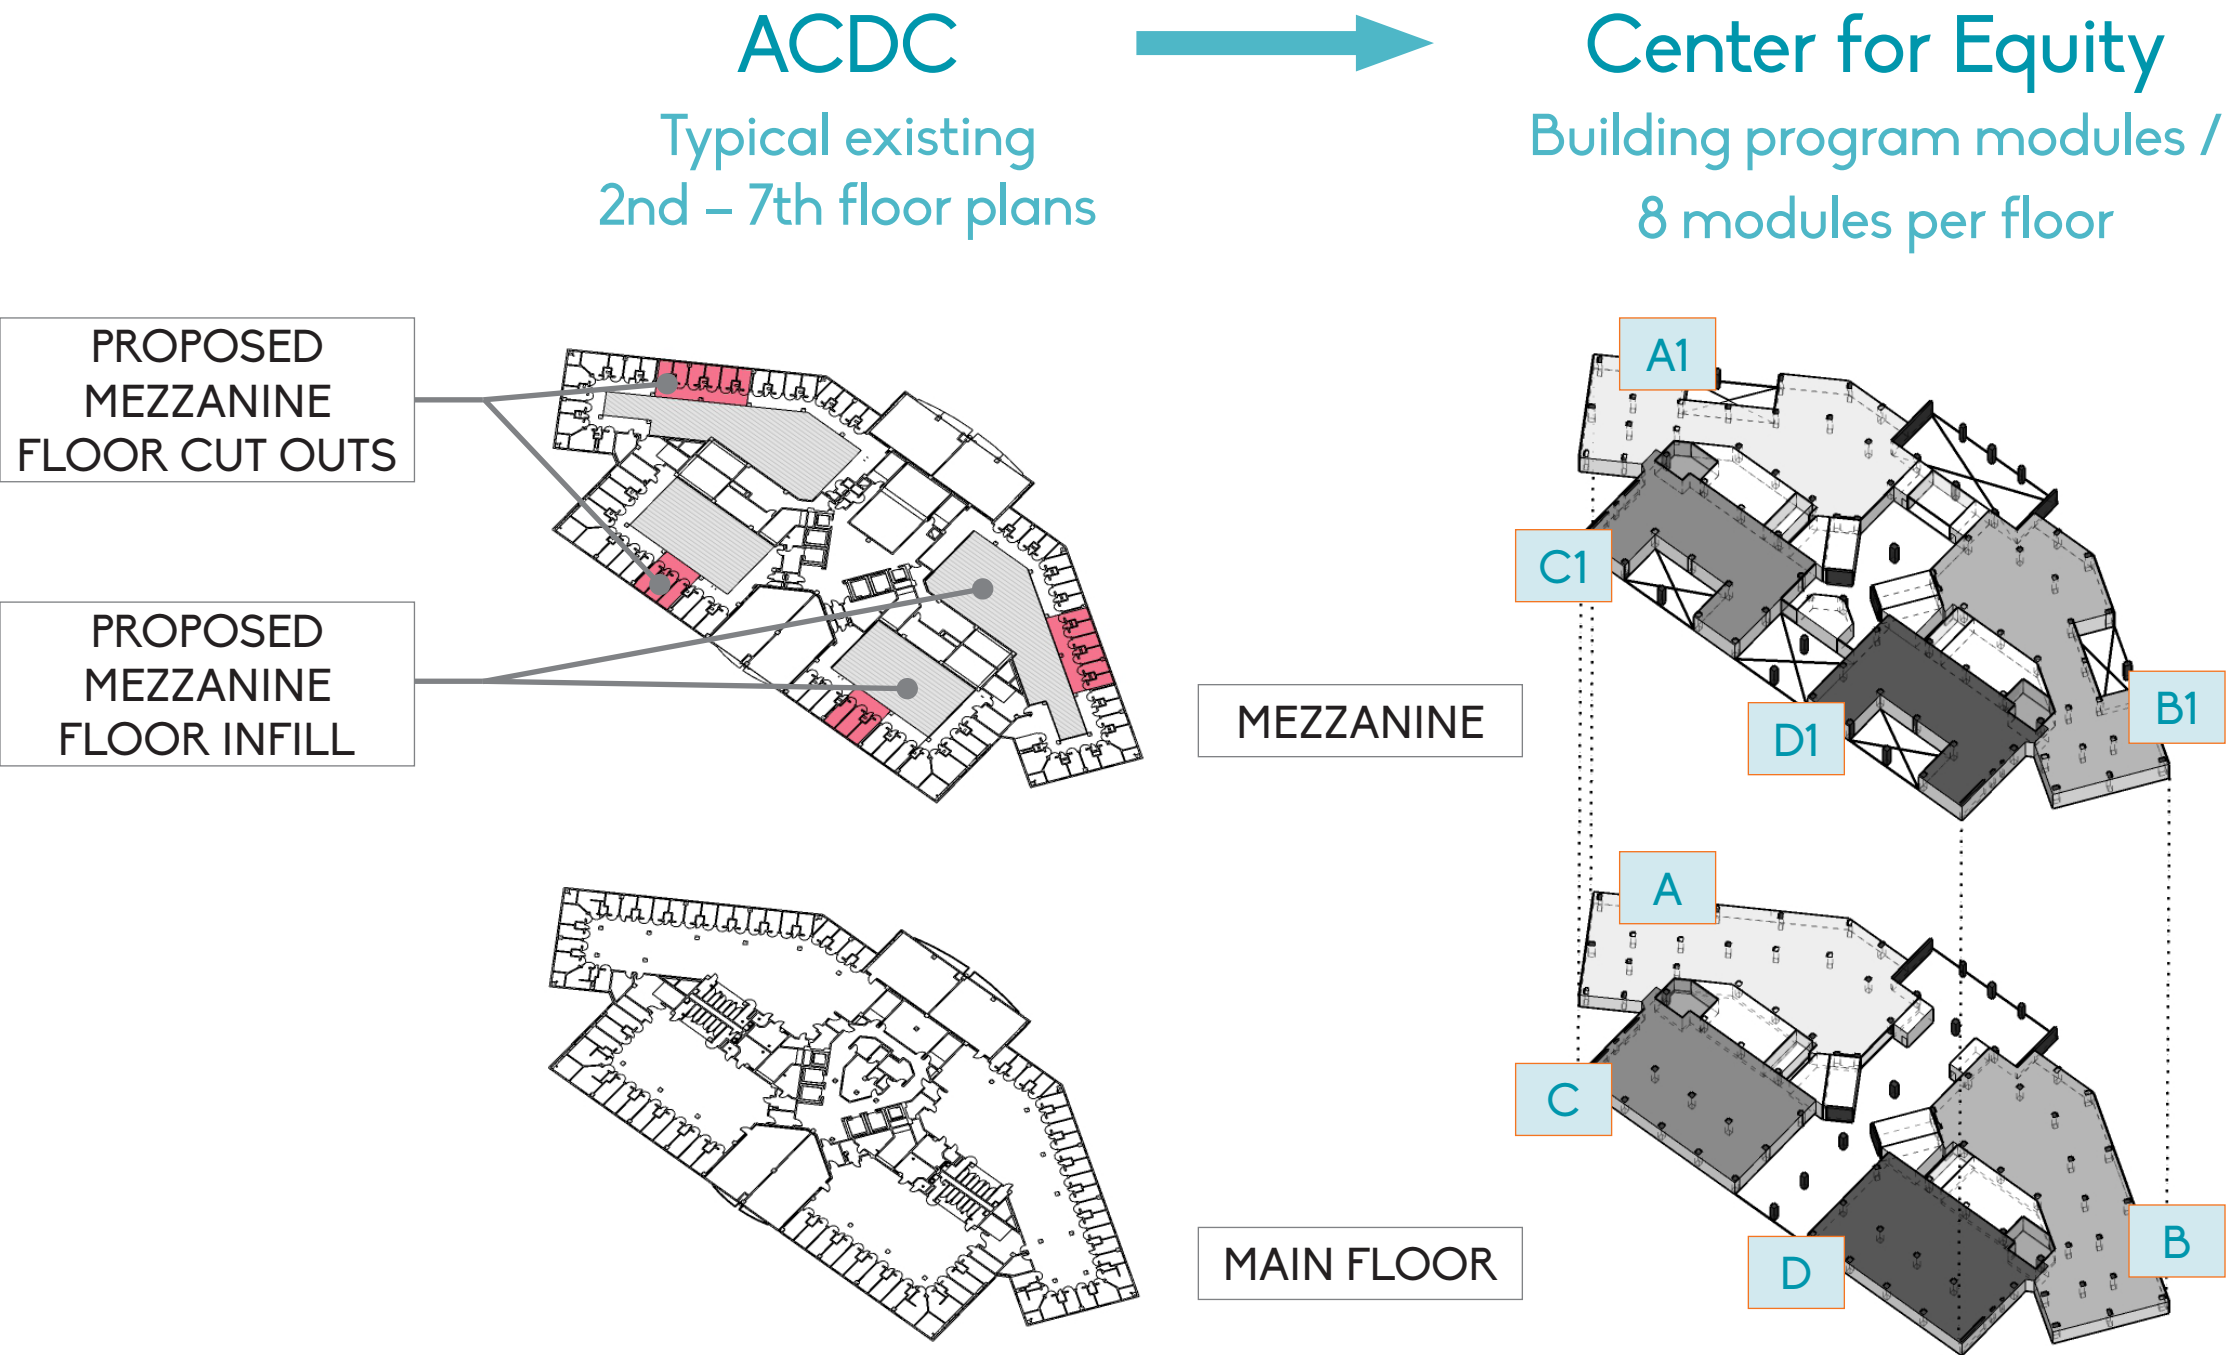 ACDC
Typical existing
2nd – 7th floor plans
Center for Equity
Building program modules /
8 modules per floor
PROPOSED
MEZZANINE
FLOOR CUT OUTS
PROPOSED
MEZZANINE
FLOOR INFILL
MEZZANINE
A1
C1
D1
B1
MAIN FLOOR
A
C
D
B